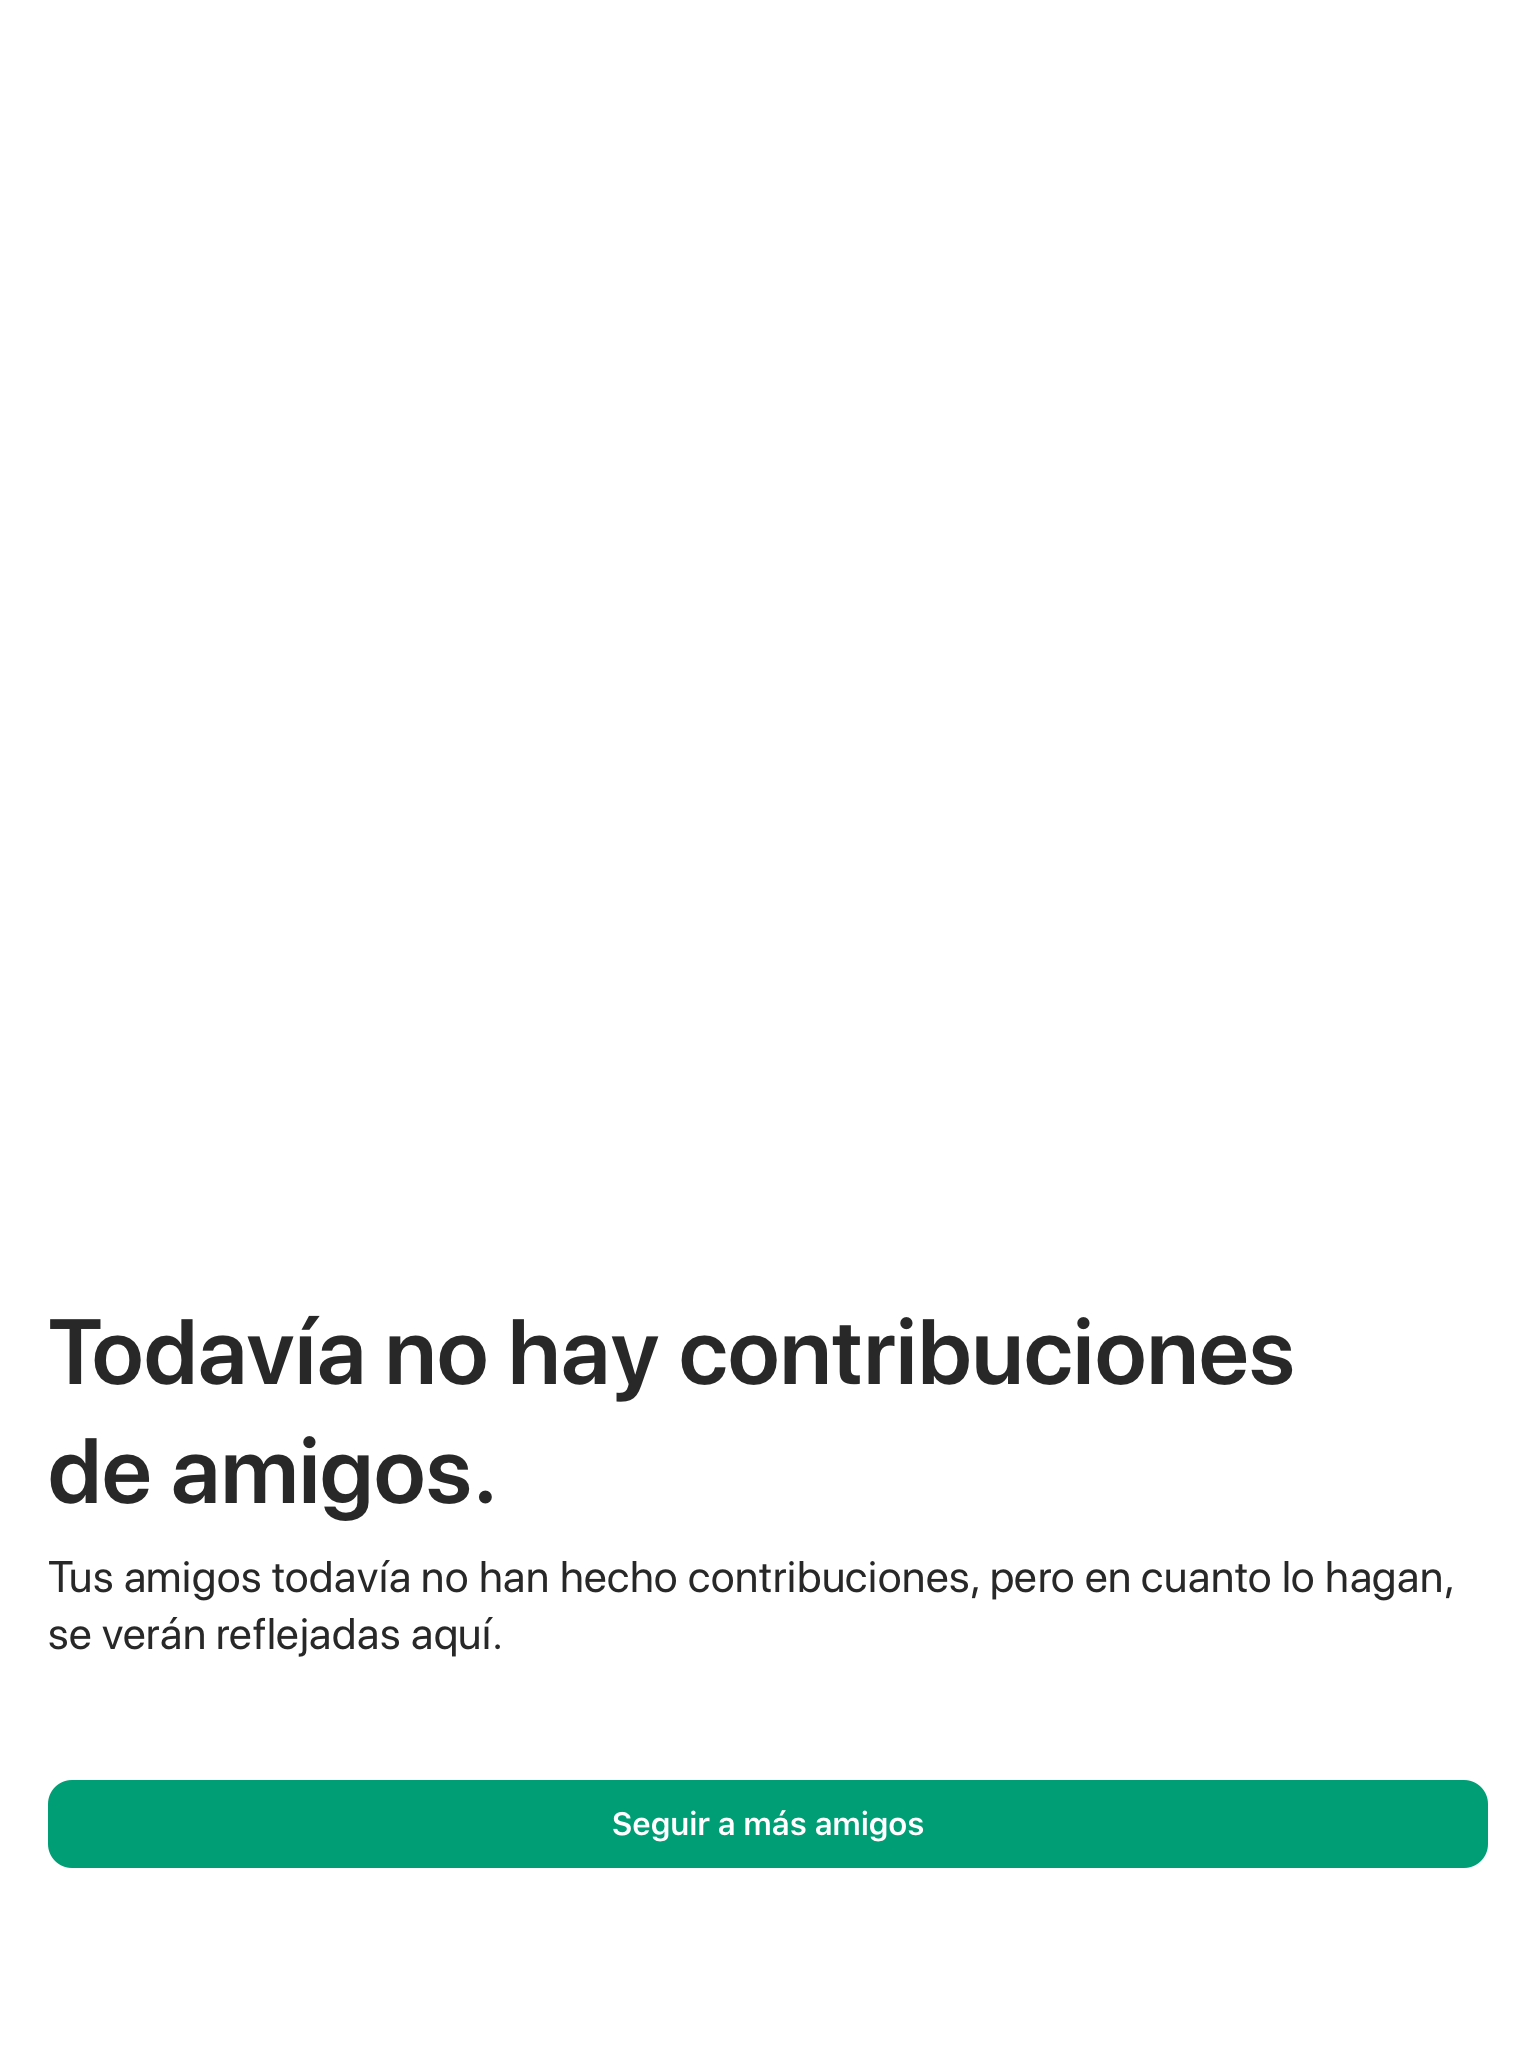 Todavía no hay contribuciones
de amigos.
Tus amigos todavía no han hecho contribuciones, pero en cuanto lo hagan,
se verán reflejadas aquí.
Seguir a más amigos